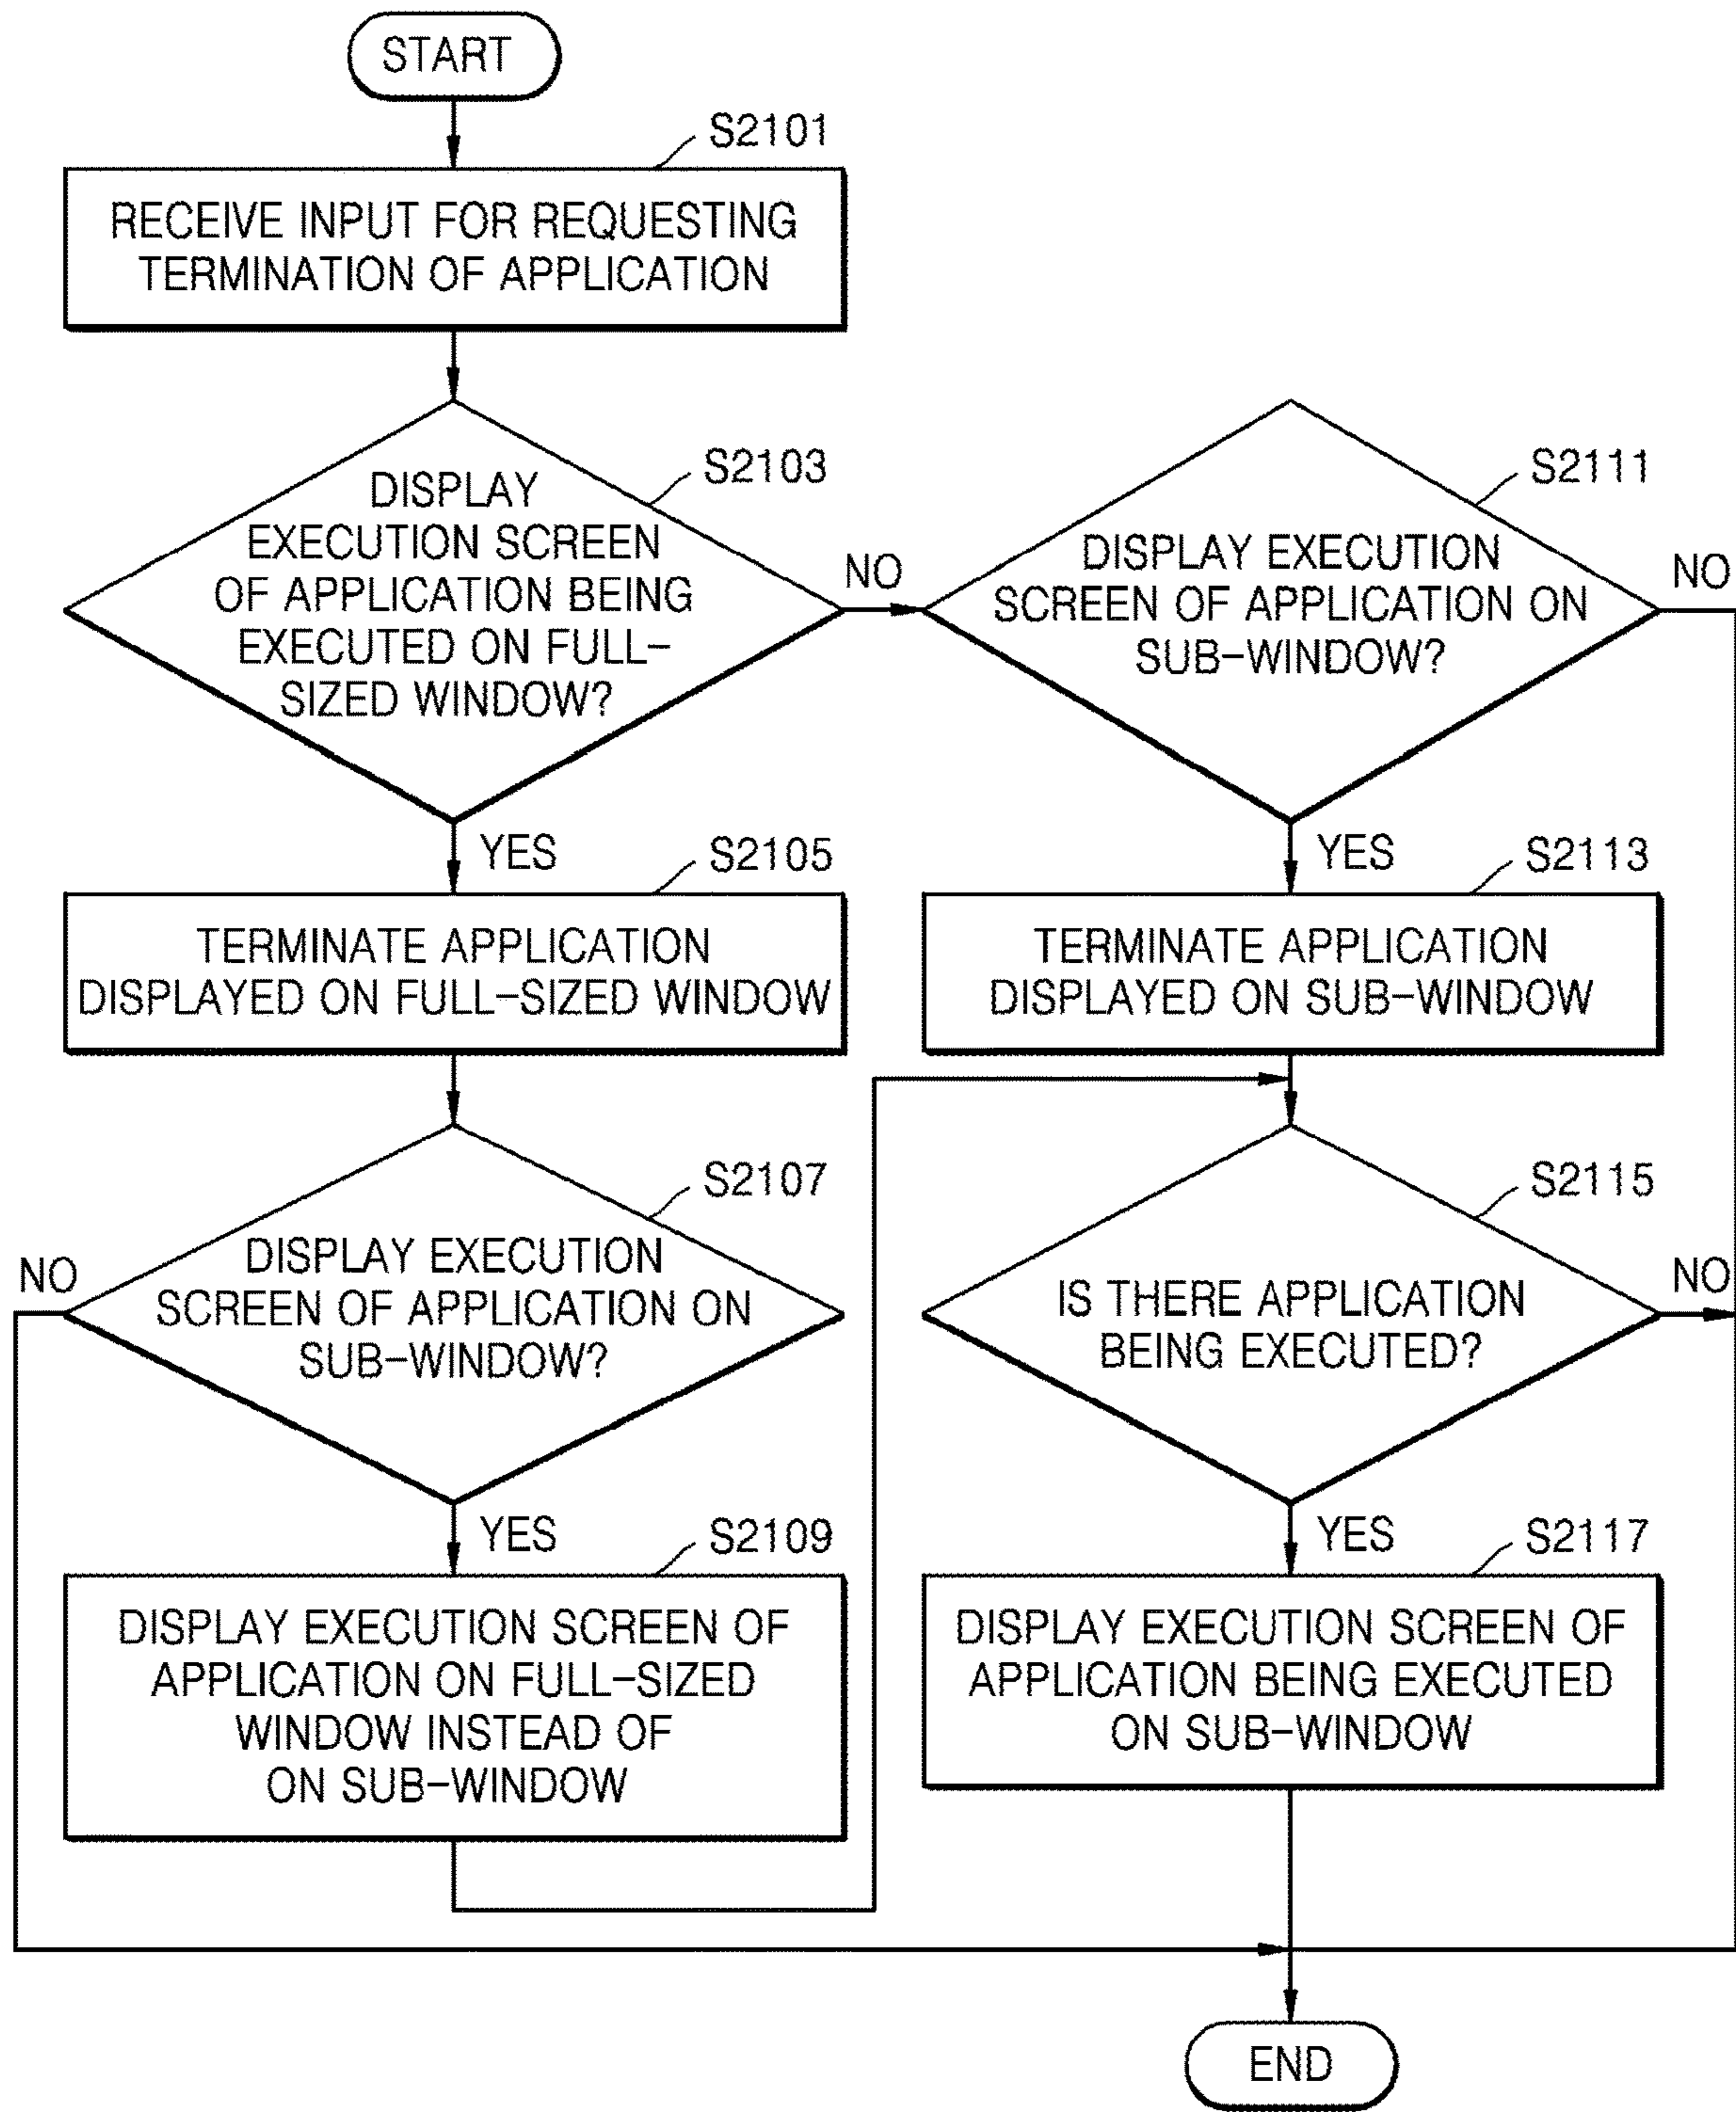 START
S2101
RECEIVE INPUT FOR REQUESTING
TERMINATION OF APPLICATION
S2103
DISPLAY
EXECUTION SCREEN
OF APPLICATION BEING
EXECUTED ON FULL-
SIZED WINDOW?
NO
S2111
DISPLAY EXECUTION
SCREEN OF APPLICATION ON
SUB-WINDOW?
NO
YES
S2105
TERMINATE APPLICATION
DISPLAYED ON FULL-SIZED WINDOW
YES
S2113
TERMINATE APPLICATION
DISPLAYED ON SUB-WINDOW
S2107
DISPLAY EXECUTION
SCREEN OF APPLICATION ON
SUB-WINDOW?
NO
S2115
IS THERE APPLICATION
BEING EXECUTED?
NO
YES
S2109
DISPLAY EXECUTION SCREEN OF
APPLICATION ON FULL-SIZED
WINDOW INSTEAD OF
ON SUB-WINDOW
YES
S2117
DISPLAY EXECUTION SCREEN OF
APPLICATION BEING EXECUTED
ON SUB-WINDOW
END